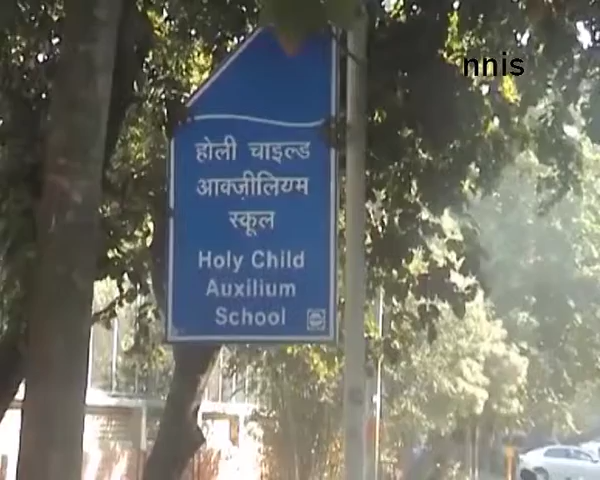 nnis
होली चाइल्ड
आक्ज़ीलियम
स्कूल
Holy Child
Auxilium
School